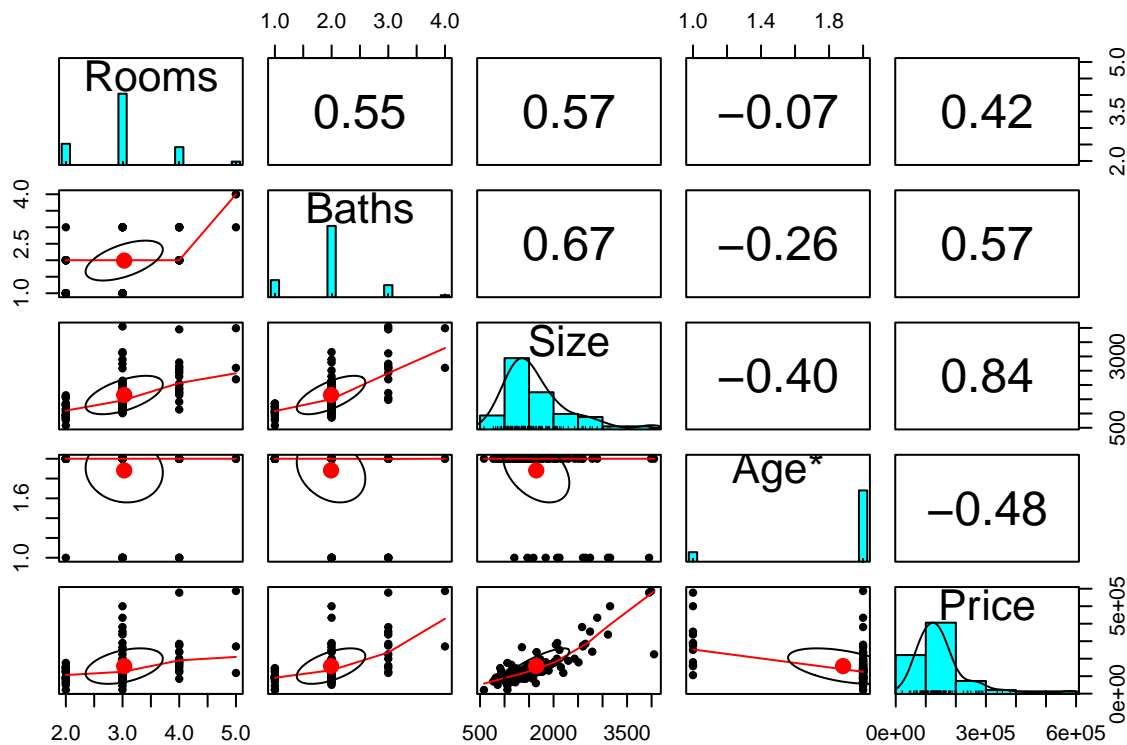 1.0 2.0 3.0 4.0 1.0 1.4 1.8
Rooms 0.55 0.57 −0.07 0.42 2.0 3.5 5.0
1.0 2.5 4.0 Baths 0.67 −0.26 0.57
Size −0.40 0.84 500 3000
1.0 1.6 Age* −0.48
Price 0e+00 5e+05
2.0 3.0 4.0 5.0 500 2000 3500 0e+00 3e+05 6e+05